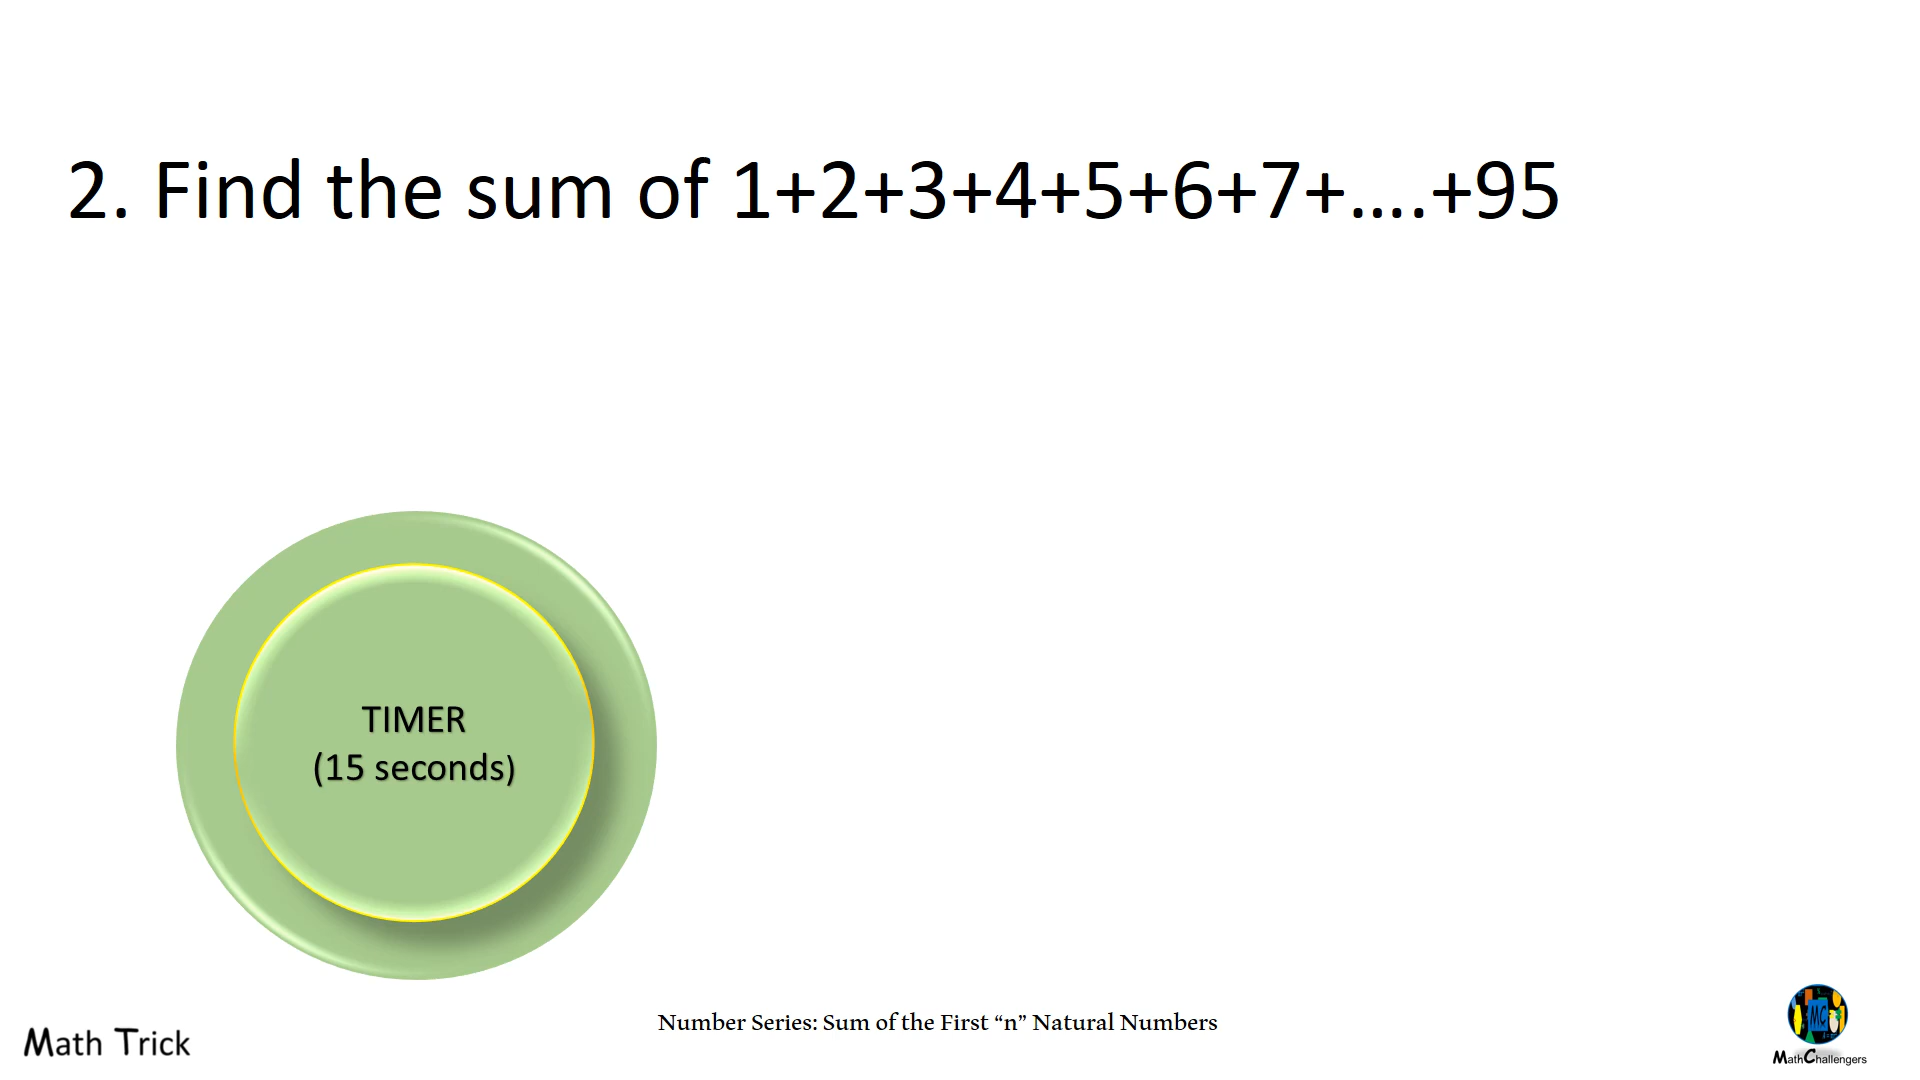 2. Find the sum of 1+2+3+4+5+6+7+....+95
TIMER
(15 seconds)
Number Series: Sum of the First “n” Natural Numbers
Math Trick
MC
MathChallengers